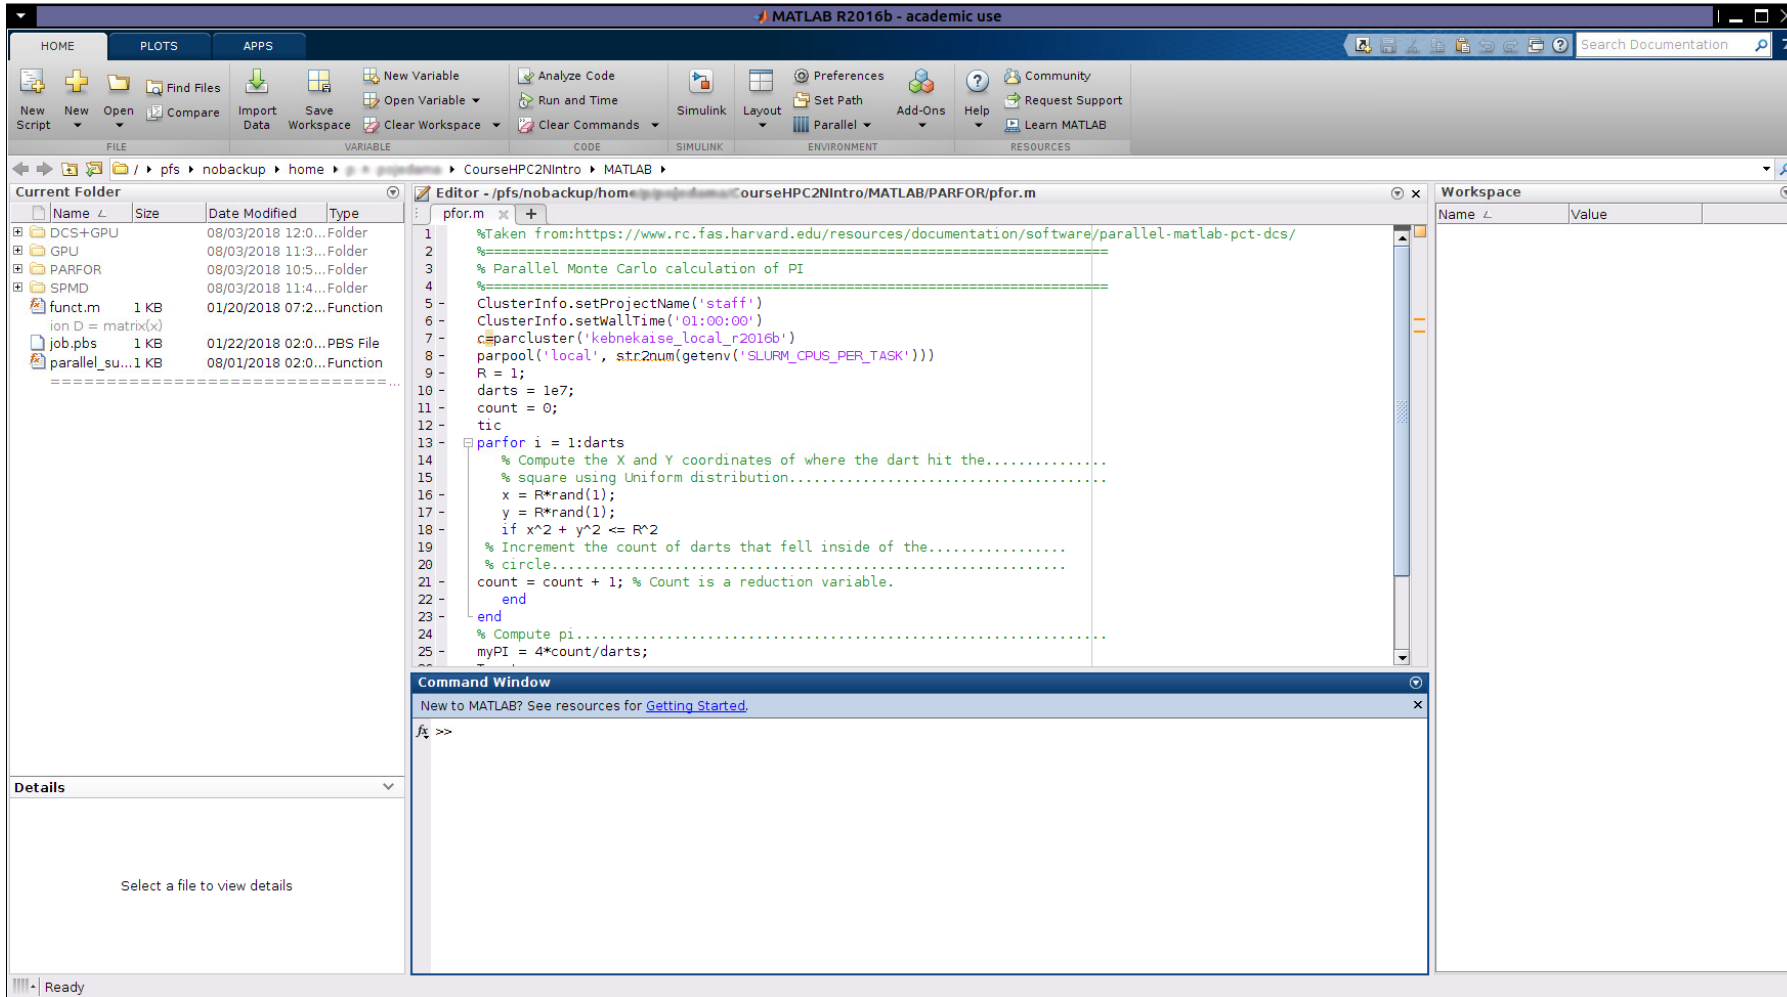 MATLAB R2016b - academic use
HOME PLOTS APPS
Search Documentation
New Script
New
Open
Find Files
Compare
FILE
Import Data
Save Workspace
New Variable
Open Variable
Clear Workspace
VARIABLE
Analyze Code
Run and Time
Clear Commands
CODE
Simulink
SIMULINK
Layout
Preferences
Set Path
Parallel
Add-Ons
ENVIRONMENT
Help
Community
Request Support
Learn MATLAB
RESOURCES
/ pfs nobackup home CourseHPC2NIntro MATLAB
Current Folder
Name Size Date Modified Type
DCS+GPU 08/03/2018 12:0... Folder
GPU 08/03/2018 11:3... Folder
PARFOR 08/03/2018 10:5... Folder
SPMD 08/03/2018 11:4... Folder
funct.m 1 KB 01/20/2018 07:2... Function
ion D = matrix(x)
job.pbs 1 KB 01/22/2018 02:0... PBS File
parallel_su... 1 KB 08/01/2018 02:0... Function
================================...
Details
Select a file to view details
Editor - /pfs/nobackup/home CourseHPC2NIntro/MATLAB/PARFOR/pfor.m
pfor.m
1 %Taken from:https://www.rc.fas.harvard.edu/resources/documentation/software/parallel-matlab-pct-dcs/
2 %============================================================================
3 % Parallel Monte Carlo calculation of PI
4 %============================================================================
5 - ClusterInfo.setProjectName('staff')
6 - ClusterInfo.setWallTime('01:00:00')
7 - c=parcluster('kebnekaise_local_r2016b')
8 - parpool('local', str2num(getenv('SLURM_CPUS_PER_TASK')))
9 - R = 1;
10 - darts = 1e7;
11 - count = 0;
12 - tic
13 - parfor i = 1:darts
14 % Compute the X and Y coordinates of where the dart hit the...............
15 % square using Uniform distribution.......................................
16 - x = R*rand(1);
17 - y = R*rand(1);
18 - if x^2 + y^2 <= R^2
19 % Increment the count of darts that fell inside of the.................
20 % circle...............................................................
21 - count = count + 1; % Count is a reduction variable.
22 - end
23 - end
24 % Compute pi.................................................................
25 - myPI = 4*count/darts;
Command Window
New to MATLAB? See resources for Getting Started.
fx >>
Workspace
Name Value
Ready